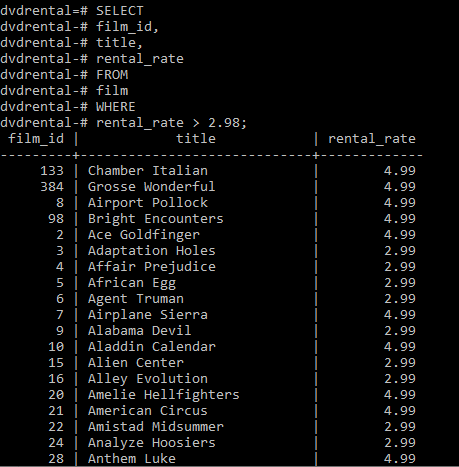 dvdrental=# SELECT
dvdrental-# film_id,
dvdrental-# title,
dvdrental-# rental_rate
dvdrental-# FROM
dvdrental-# film
dvdrental-# WHERE
dvdrental-# rental_rate > 2.98;
 film_id |            title            | rental_rate
---------+-----------------------------+-------------
     133 | Chamber Italian             |        4.99
     384 | Grosse Wonderful            |        4.99
       8 | Airport Pollock             |        4.99
      98 | Bright Encounters           |        4.99
       2 | Ace Goldfinger              |        4.99
       3 | Adaptation Holes            |        2.99
       4 | Affair Prejudice            |        2.99
       5 | African Egg                 |        2.99
       6 | Agent Truman                |        2.99
       7 | Airplane Sierra             |        4.99
       9 | Alabama Devil               |        2.99
      10 | Aladdin Calendar            |        4.99
      15 | Alien Center                |        2.99
      16 | Alley Evolution             |        2.99
      20 | Amelie Hellfighters         |        4.99
      21 | American Circus             |        4.99
      22 | Amistad Midsummer           |        2.99
      24 | Analyze Hoosiers            |        2.99
      28 | Anthem Luke                 |        4.99